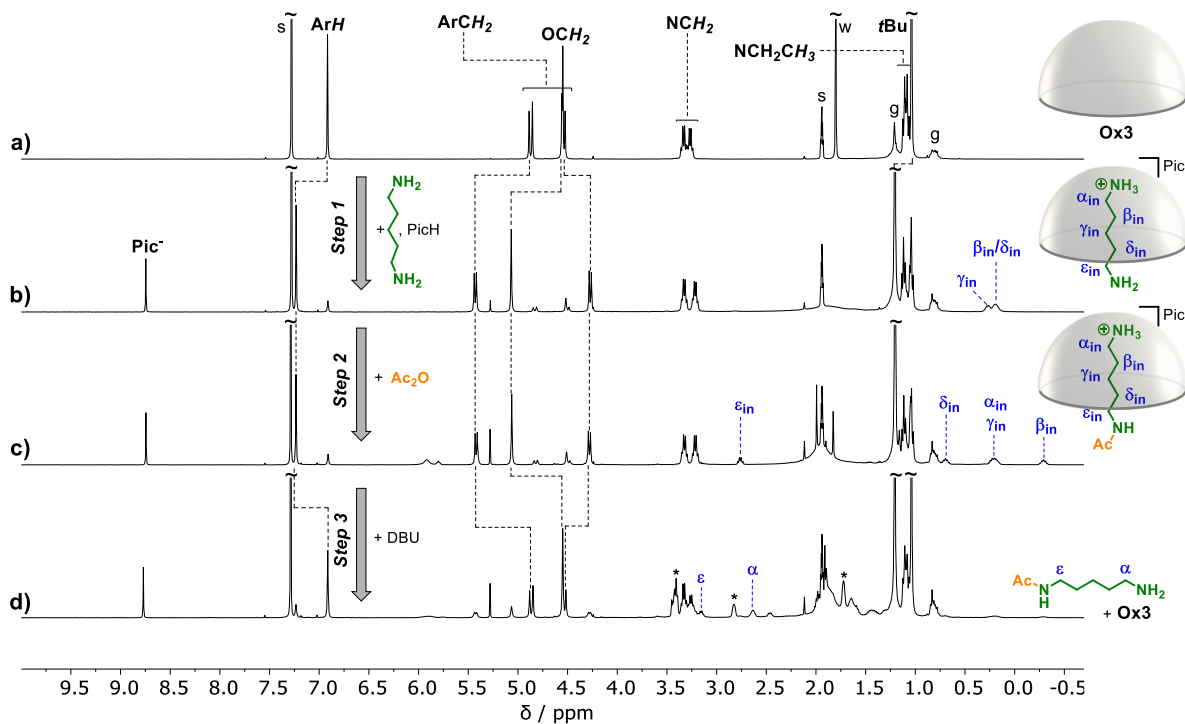 ~ ~ ~
s ArH ArCH₂ OCH₂ NCH₂ w tBu
NCH₂CH₃
s g g
a)
Ox3
~ ~
NH₂
Step 1
+ , PicH
NH₂
Pic⁻
b)
γin βin/δin
Pic
⊕NH₃
αin βin
γin δin
εin
NH₂
~ ~
Step 2
+ Ac₂O
c)
εin δin αin γin βin
Pic
⊕NH₃
αin βin
γin δin
εin
NH
Ac
~ ~ ~
Step 3
+ DBU
d)
* ε * α *
Ac ε α
N NH₂
H
+ Ox3
9.5 9.0 8.5 8.0 7.5 7.0 6.5 6.0 5.5 5.0 4.5 4.0 3.5 3.0 2.5 2.0 1.5 1.0 0.5 0.0 -0.5
δ / ppm